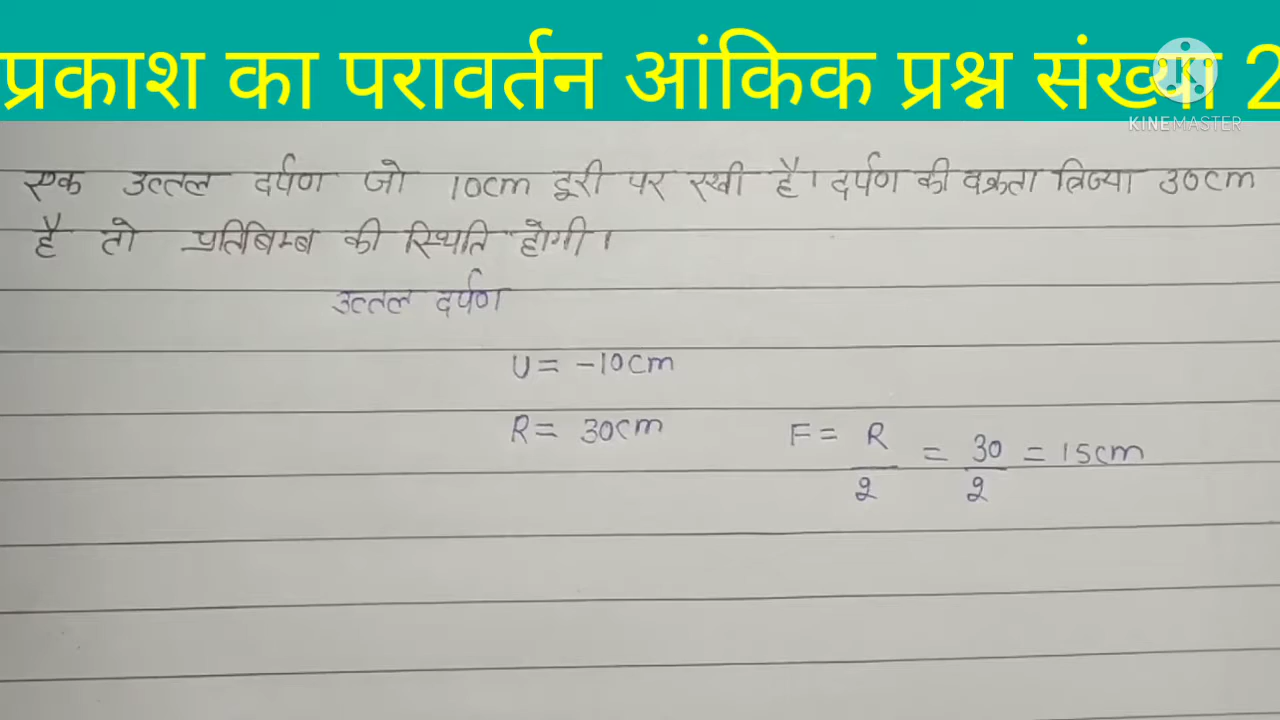 प्रकाश का परावर्तन आंकिक प्रश्न संख्या 2
KINEMASTER
एक उत्तल दर्पण जो 10cm दूरी पर रखी है। दर्पण की वक्रता त्रिज्या 30cm
है तो प्रतिबिम्ब की स्थिति होगी।
उत्तल दर्पण
U = -10cm
R = 30cm F = R/2 = 30/2 = 15cm